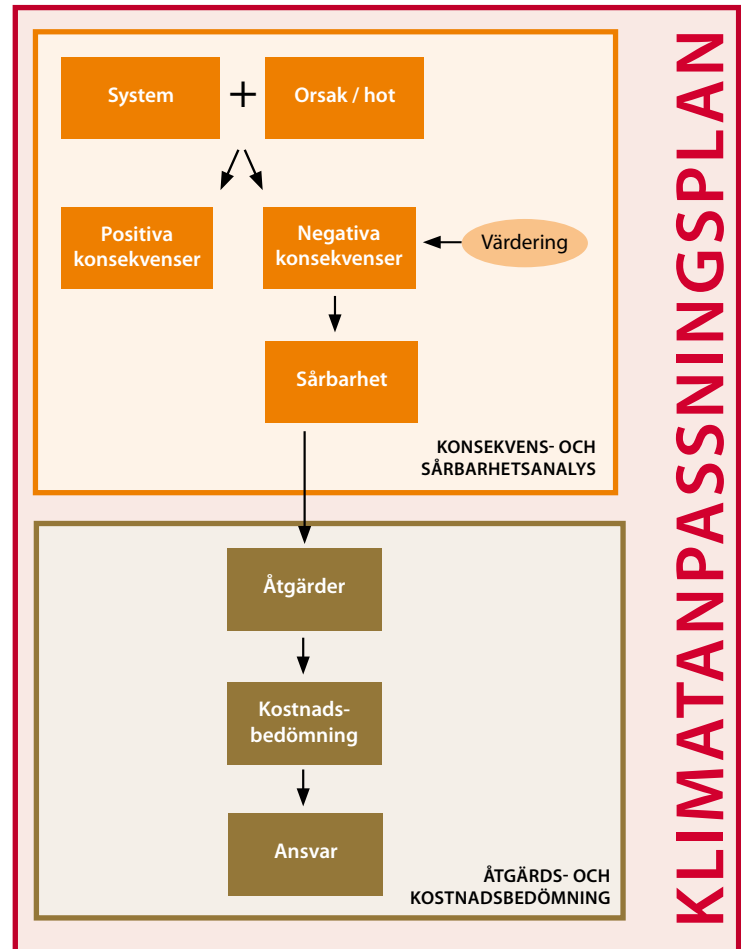 System + Orsak / hot
Positiva
konsekvenser
Negativa
konsekvenser
Värdering
Sårbarhet
KONSEKVENS- OCH
SÅRBARHETSANALYS
Åtgärder
Kostnads-
bedömning
Ansvar
ÅTGÄRDS- OCH
KOSTNADSBEDÖMNING
KLIMATANPASSNINGSPLAN